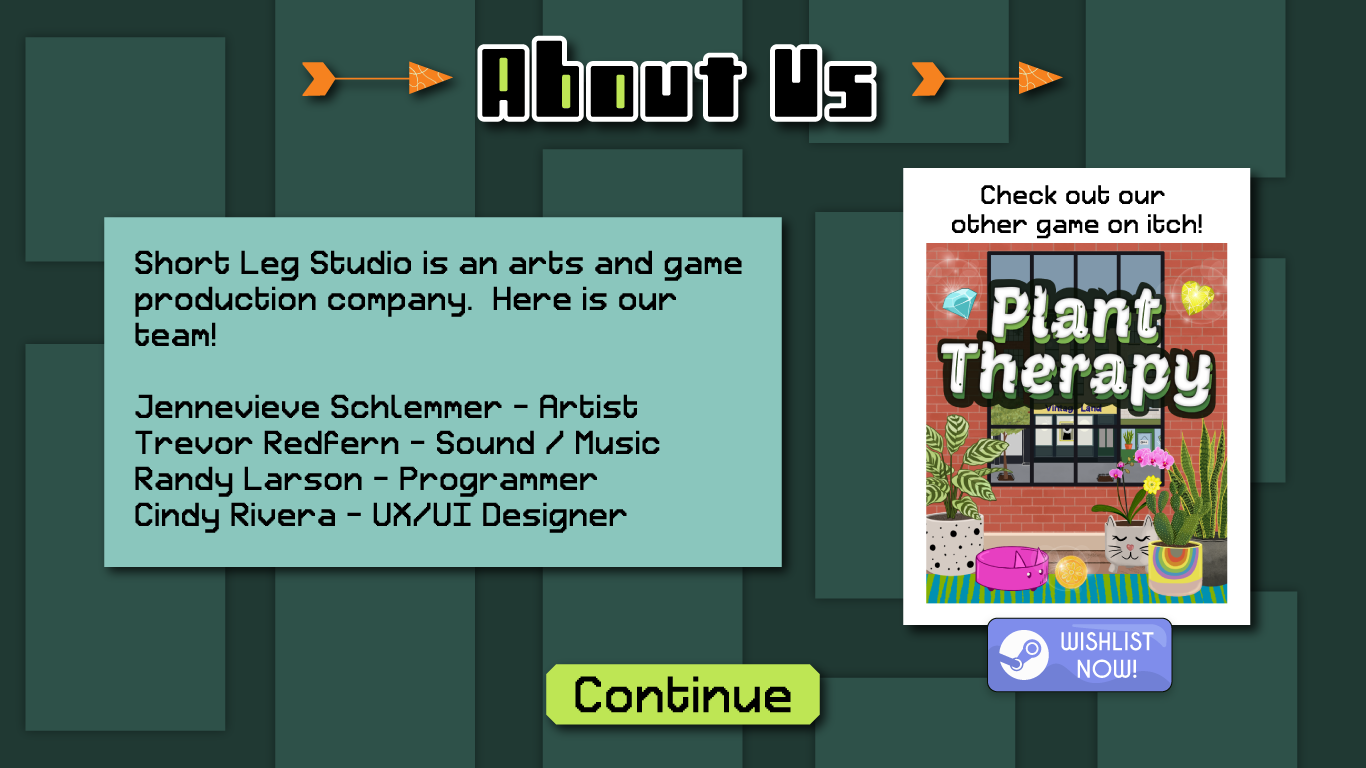 About Us
Check out our
other game on itch!
Short Leg Studio is an arts and game
production company. Here is our
team!
Jennevieve Schlemmer - Artist
Trevor Redfern - Sound / Music
Randy Larson - Programmer
Cindy Rivera - UX/UI Designer
Plant
Therapy
Vintage Land
WISHLIST
NOW!
Continue